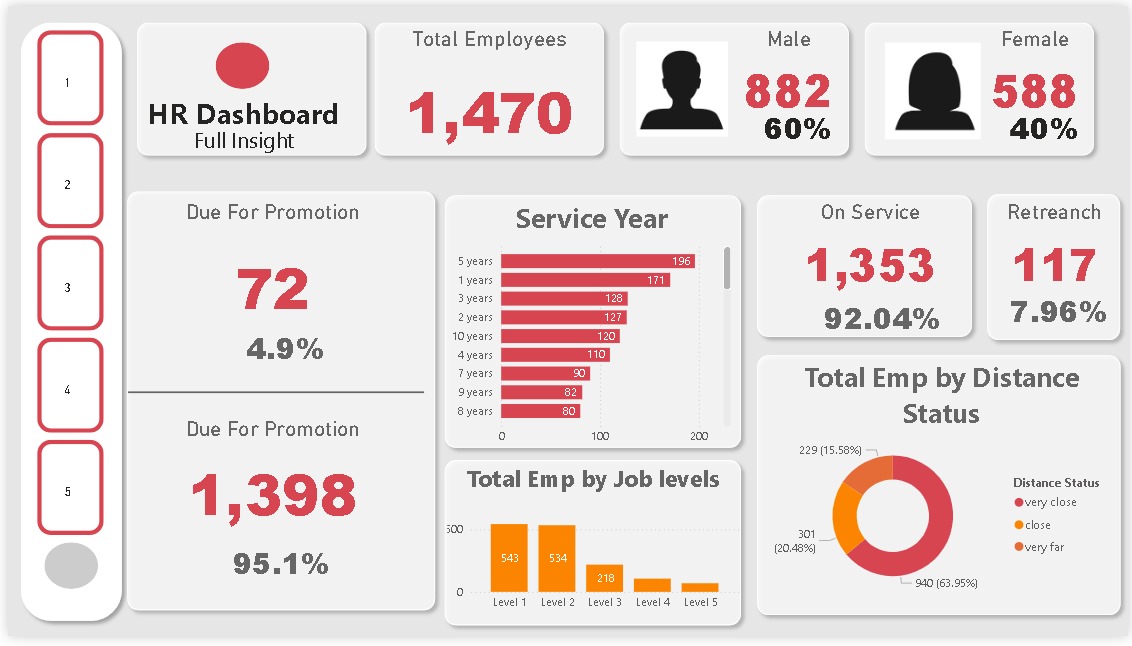 1
2
3
4
5
HR Dashboard
Full Insight
Total Employees
1,470
Male
882
60%
Female
588
40%
Due For Promotion
72
4.9%
Due For Promotion
1,398
95.1%
Service Year
5 years 196
1 years 171
3 years 128
2 years 127
10 years 120
4 years 110
7 years 90
9 years 82
8 years 80
0 100 200
Total Emp by Job levels
500
0
543 534 218
Level 1 Level 2 Level 3 Level 4 Level 5
On Service
1,353
92.04%
Retreanch
117
7.96%
Total Emp by Distance
Status
229 (15.58%)
301
(20.48%)
940 (63.95%)
Distance Status
very close
close
very far